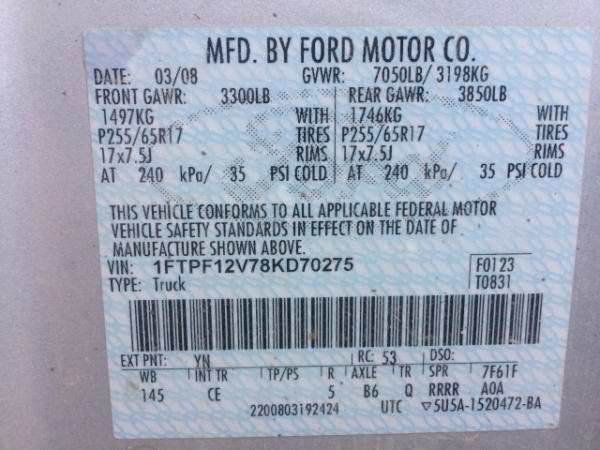 MFD. BY FORD MOTOR CO.
DATE: 03/08 GVWR: 7050LB/ 3198KG
FRONT GAWR: 3300LB REAR GAWR: 3850LB
1497KG WITH 1746KG WITH
P255/65R17 TIRES P255/65R17 TIRES
17x7.5J RIMS 17x7.5J RIMS
AT 240 kPa/ 35 PSI COLD AT 240 kPa/ 35 PSI COLD
THIS VEHICLE CONFORMS TO ALL APPLICABLE FEDERAL MOTOR
VEHICLE SAFETY STANDARDS IN EFFECT ON THE DATE OF
MANUFACTURE SHOWN ABOVE.
VIN: 1FTPF12V78KD70275 F0123
TYPE: Truck T0831
EXT PNT: YN RC: 53 DSO:
WB INT TR TP/PS R AXLE TR SPR 7F61F
145 CE 5 B6 Q RRRR A0A
2200803192424 UTC ▽5U5A-1520472-BA